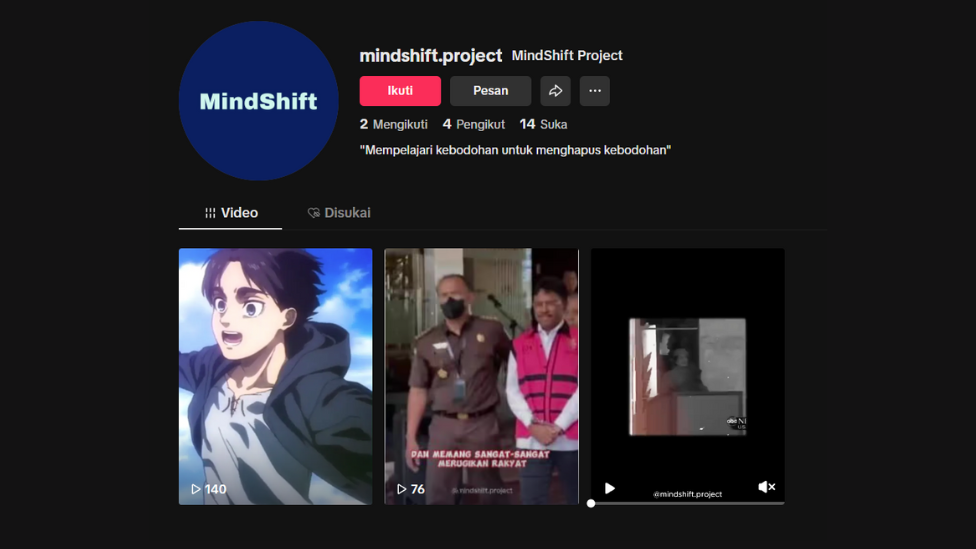 MindShift
mindshift.project MindShift Project
Ikuti Pesan
2 Mengikuti 4 Pengikut 14 Suka
"Mempelajari kebodohan untuk menghapus kebodohan"
Video Disukai
DAN MEMANG SANGAT-SANGAT
MERUGIKAN RAKYAT
140
76
@mindshift.project
@mindshift.project